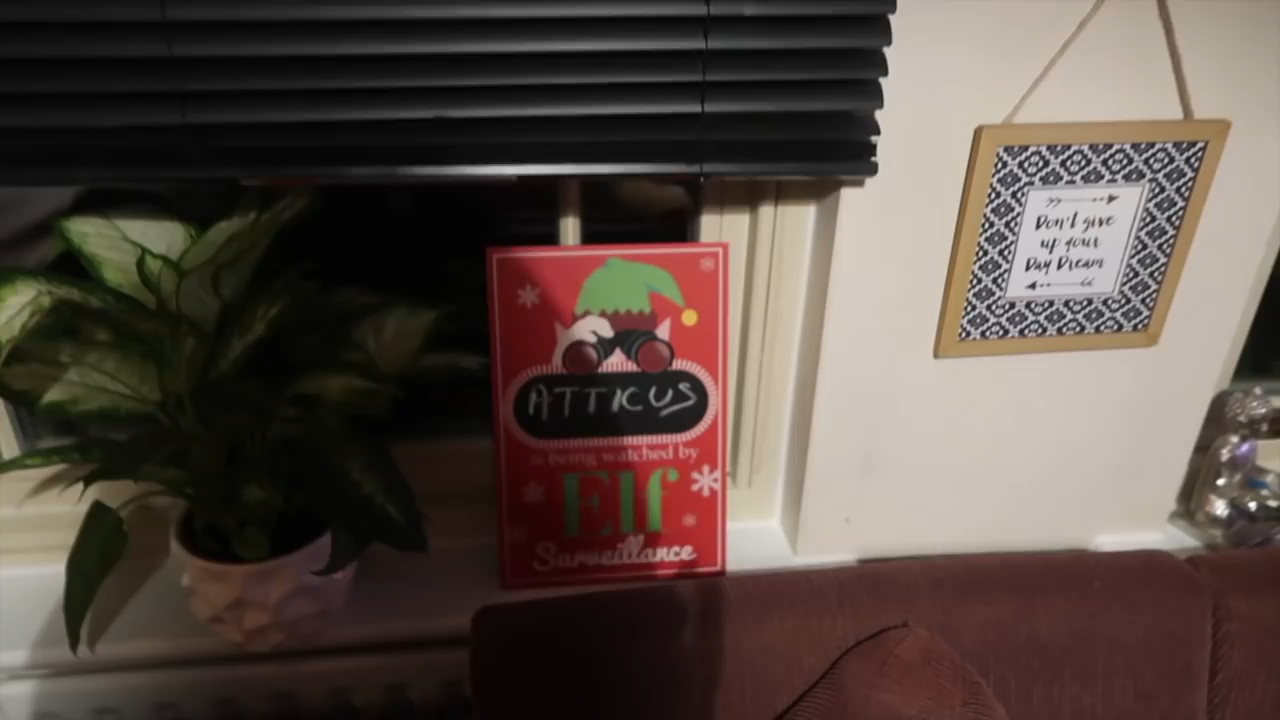 ATTICUS
is being watched by
Elf
Surveillance
Don't give
up your
Day Dream